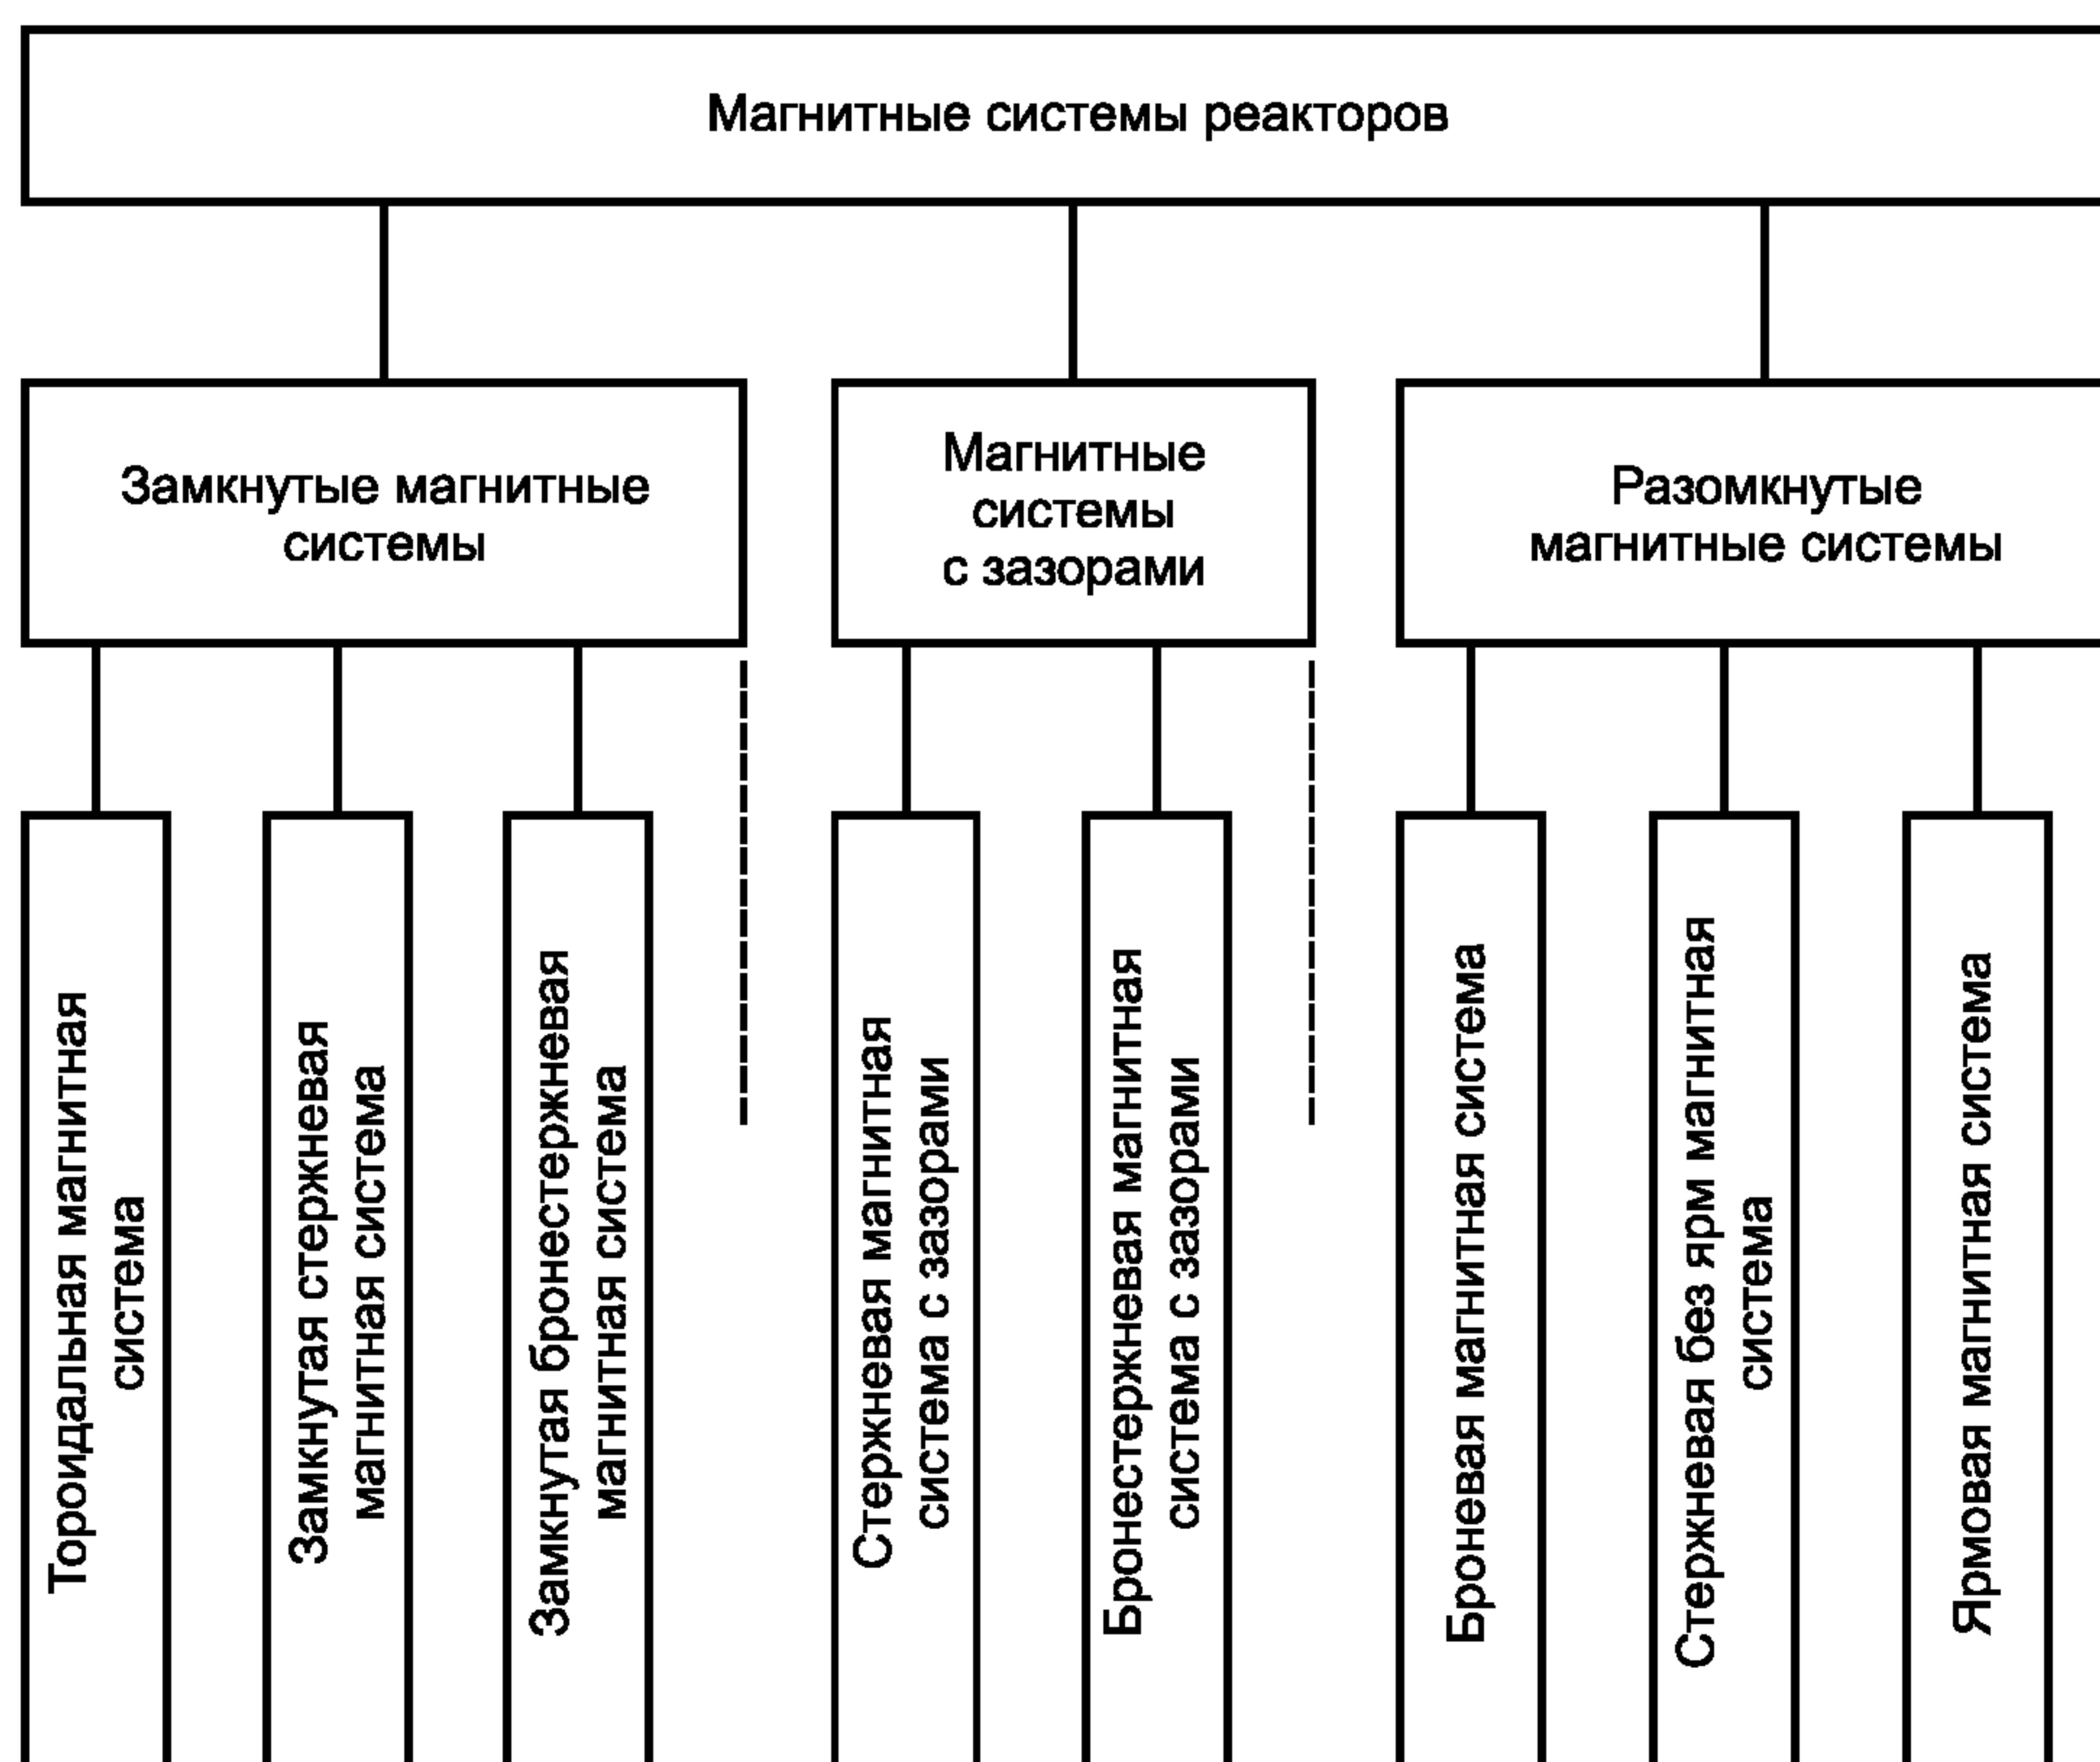 Магнитные системы реакторов
Замкнутые магнитные
системы
Магнитные
системы
с зазорами
Разомкнутые
магнитные системы
Тороидальная магнитная
система
Замкнутая стержневая
магнитная система
Замкнутая бронестержневая
магнитная система
Стержневая магнитная
система с зазорами
Бронестержневая магнитная
система с зазорами
Броневая магнитная система
Стержневая без ярм магнитная
система
Ярмовая магнитная система